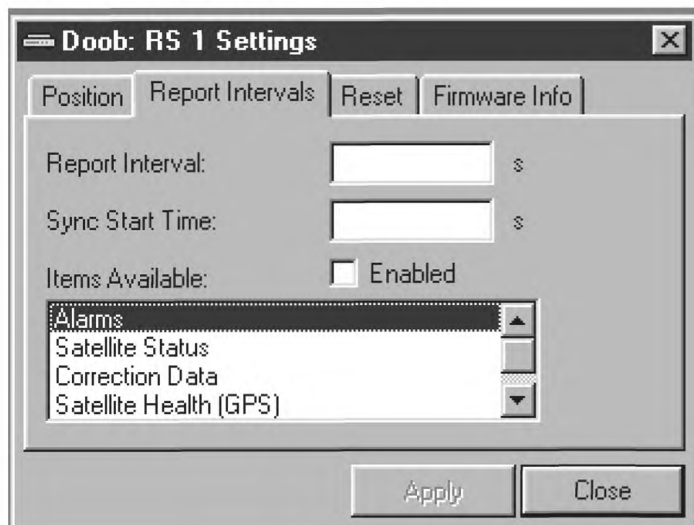 Doob: RS 1 Settings
Position Report Intervals Reset Firmware Info
Report Interval: s
Sync Start Time: s
Items Available: Enabled
Alarms
Satellite Status
Correction Data
Satellite Health (GPS)
Apply Close